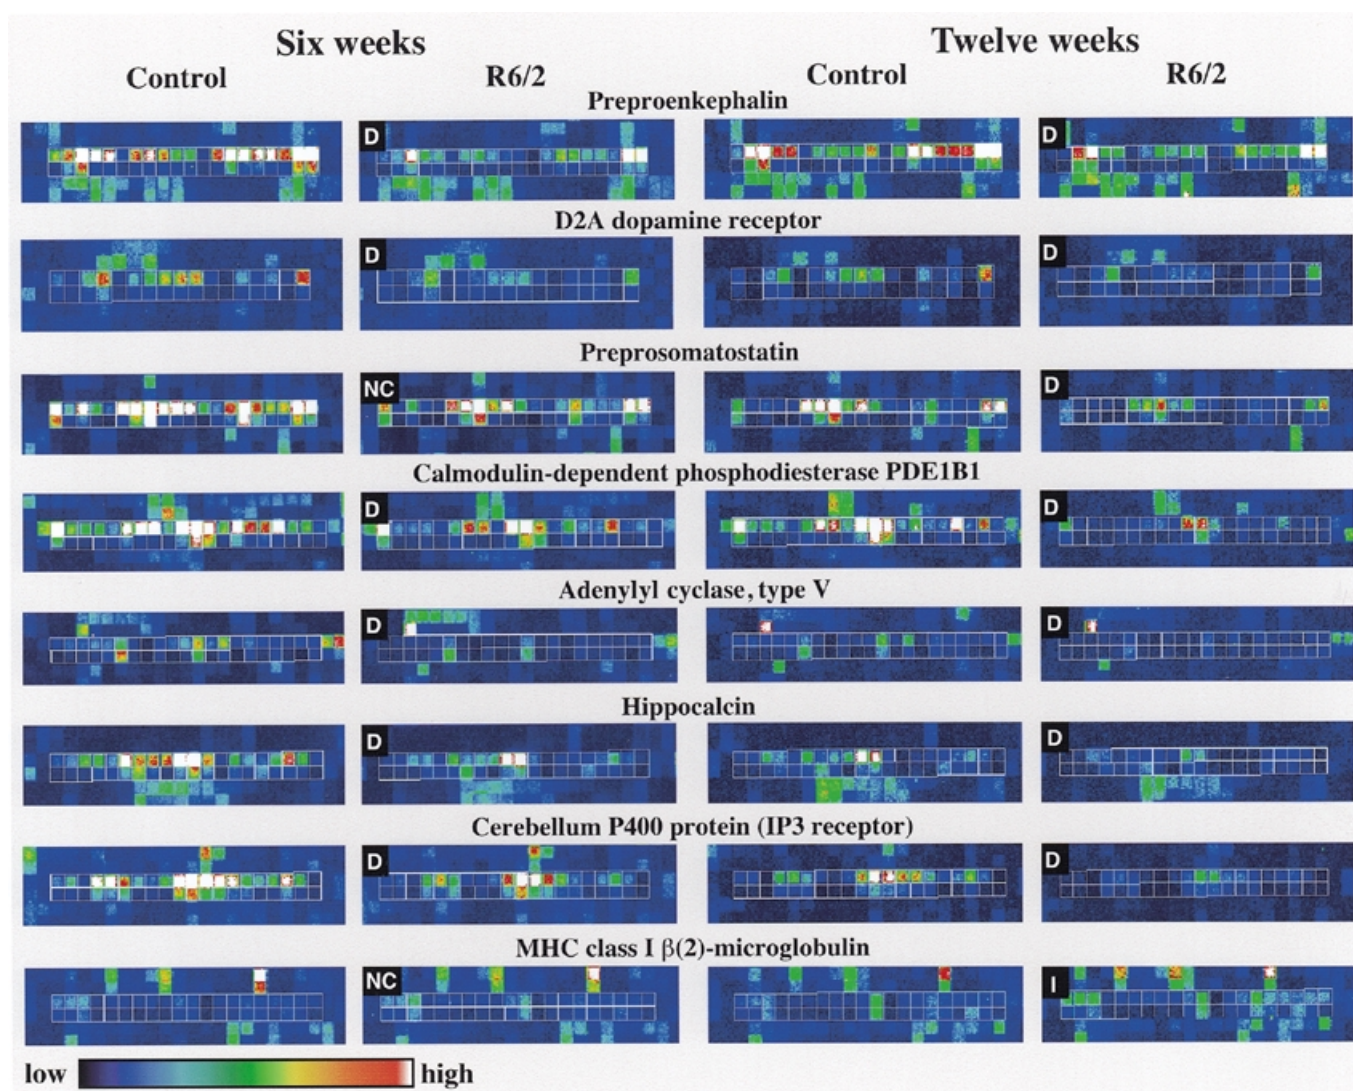 Six weeks Twelve weeks
Control R6/2 Control R6/2
Preproenkephalin
D D
D2A dopamine receptor
D D
Preprosomatostatin
NC D
Calmodulin-dependent phosphodiesterase PDE1B1
D D
Adenylyl cyclase, type V
D D
Hippocalcin
D D
Cerebellum P400 protein (IP3 receptor)
D D
MHC class I β(2)-microglobulin
NC I
low high